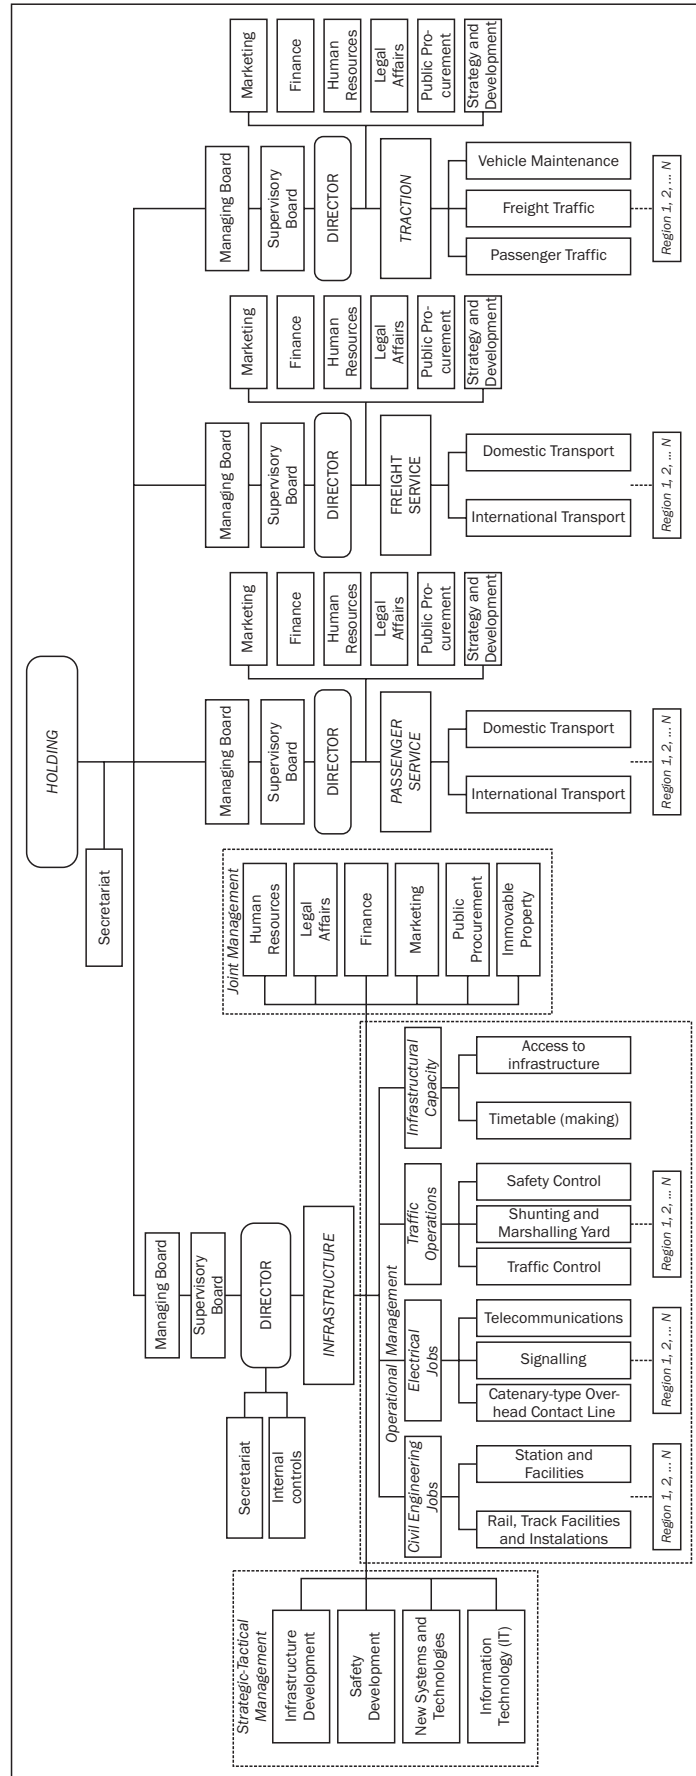 HOLDING
Secretariat
Managing Board
Supervisory
Board
DIRECTOR
Secretariat
Internal
controls
INFRASTRUCTURE
Strategic-Tactical
Management
Infrastructure
Development
Safety
Development
New Systems and
Technologies
Information
Technology (IT)
Operational Management
Civil Engineering
Jobs
Rail, Track Facilities
and Instalations
Station and
Facilities
Region 1, 2, ... N
Electrical
Jobs
Catenary-type Over-
head Contact Line
Signalling
Telecommunications
Region 1, 2, ... N
Traffic
Operations
Traffic Control
Shunting and
Marshalling Yard
Safety Control
Region 1, 2, ... N
Infrastructural
Capacity
Timetable (making)
Access to
infrastructure
Joint Management
Human
Resources
Legal
Affairs
Finance
Marketing
Public
Procurement
Immovable
Property
Managing Board
Supervisory
Board
DIRECTOR
PASSENGER
SERVICE
Marketing
Finance
Human
Resources
Legal
Affairs
Public Pro-
curement
Strategy and
Development
International Transport
Domestic Transport
Region 1, 2, ... N
Managing Board
Supervisory
Board
DIRECTOR
FREIGHT
SERVICE
Marketing
Finance
Human
Resources
Legal
Affairs
Public Pro-
curement
Strategy and
Development
International Transport
Domestic Transport
Region 1, 2, ... N
Managing Board
Supervisory
Board
DIRECTOR
TRACTION
Marketing
Finance
Human
Resources
Legal
Affairs
Public Pro-
curement
Strategy and
Development
Passenger Traffic
Freight Traffic
Vehicle Maintenance
Region 1, 2, ... N